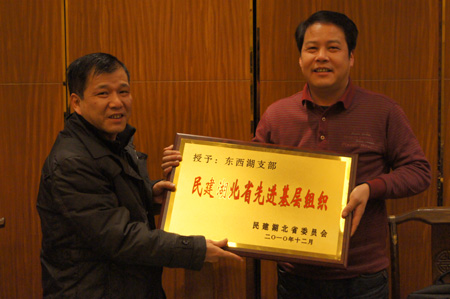 授予：东西湖支部
民建湖北省先进基层组织
民建湖北省委员会
二〇一〇年十二月